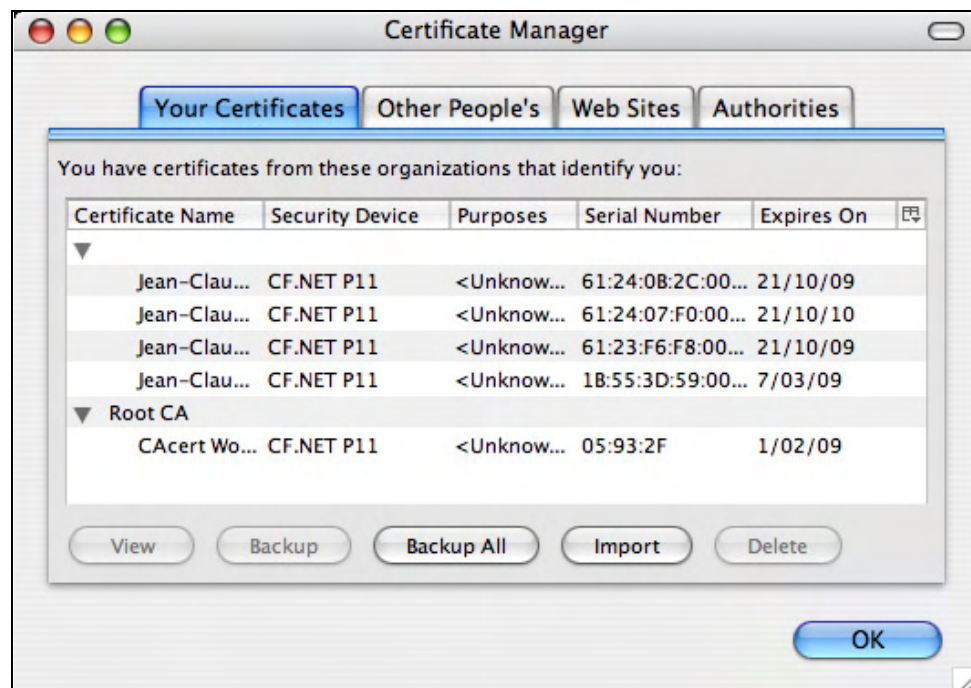 Certificate Manager
Your Certificates Other People's Web Sites Authorities
You have certificates from these organizations that identify you:
Certificate Name Security Device Purposes Serial Number Expires On
Jean-Clau... CF.NET P11 <Unknow... 61:24:0B:2C:00... 21/10/09
Jean-Clau... CF.NET P11 <Unknow... 61:24:07:F0:00... 21/10/10
Jean-Clau... CF.NET P11 <Unknow... 61:23:F6:F8:00... 21/10/09
Jean-Clau... CF.NET P11 <Unknow... 1B:55:3D:59:00... 7/03/09
Root CA
CAcert Wo... CF.NET P11 <Unknow... 05:93:2F 1/02/09
View Backup Backup All Import Delete
OK